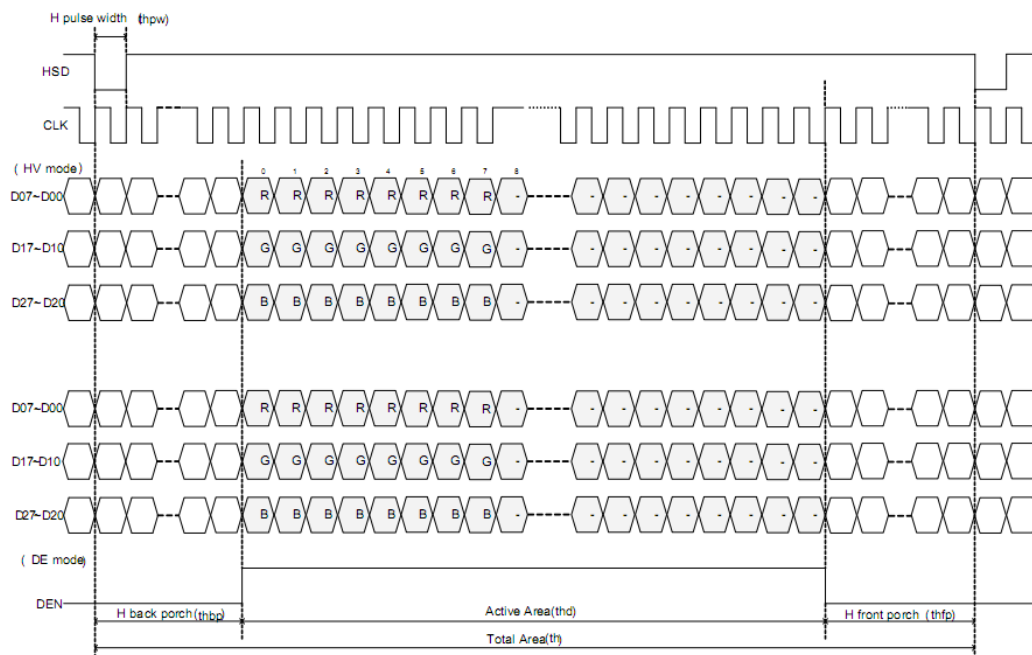 H pulse width (thpw)
HSD
CLK
( HV mode)
0 1 2 3 4 5 6 7 8
D07~D00 R R R R R R R R - - - - - - - - -
D17~D10 G G G G G G G G - - - - - - - - -
D27~D20 B B B B B B B B - - - - - - - - -
D07~D00 R R R R R R R R - - - - - - - - -
D17~D10 G G G G G G G G - - - - - - - - -
D27~D20 B B B B B B B B - - - - - - - - -
( DE mode)
DEN
H back porch(thbp) Active Area(thd) H front porch (thfp)
Total Area(th)